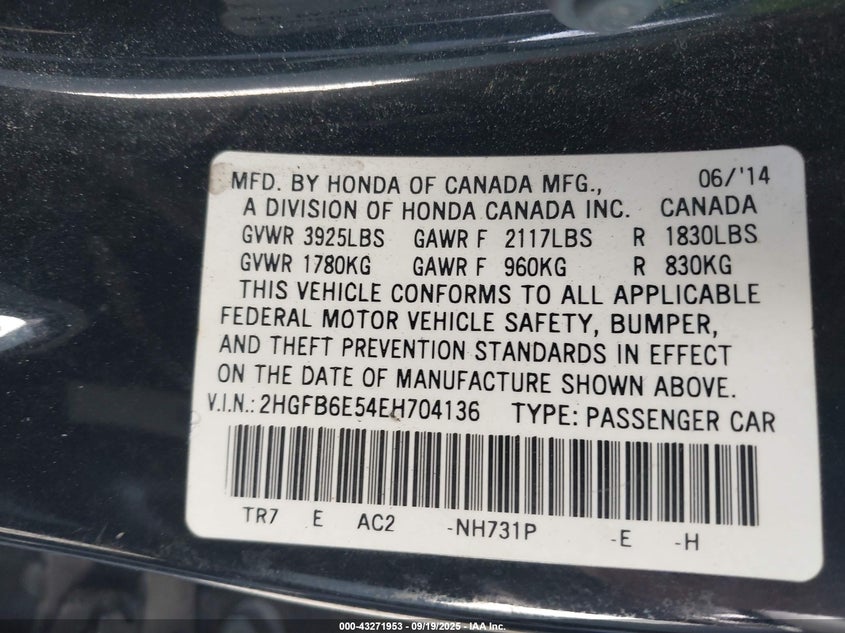 MFD. BY HONDA OF CANADA MFG., 06/'14
A DIVISION OF HONDA CANADA INC. CANADA
GVWR 3925LBS GAWR F 2117LBS R 1830LBS
GVWR 1780KG GAWR F 960KG R 830KG
THIS VEHICLE CONFORMS TO ALL APPLICABLE
FEDERAL MOTOR VEHICLE SAFETY, BUMPER,
AND THEFT PREVENTION STANDARDS IN EFFECT
ON THE DATE OF MANUFACTURE SHOWN ABOVE.
V.I.N.: 2HGFB6E54EH704136 TYPE: PASSENGER CAR
TR7 E AC2 -NH731P -E -H
000-43271953 - 09/19/2025 - IAA Inc.